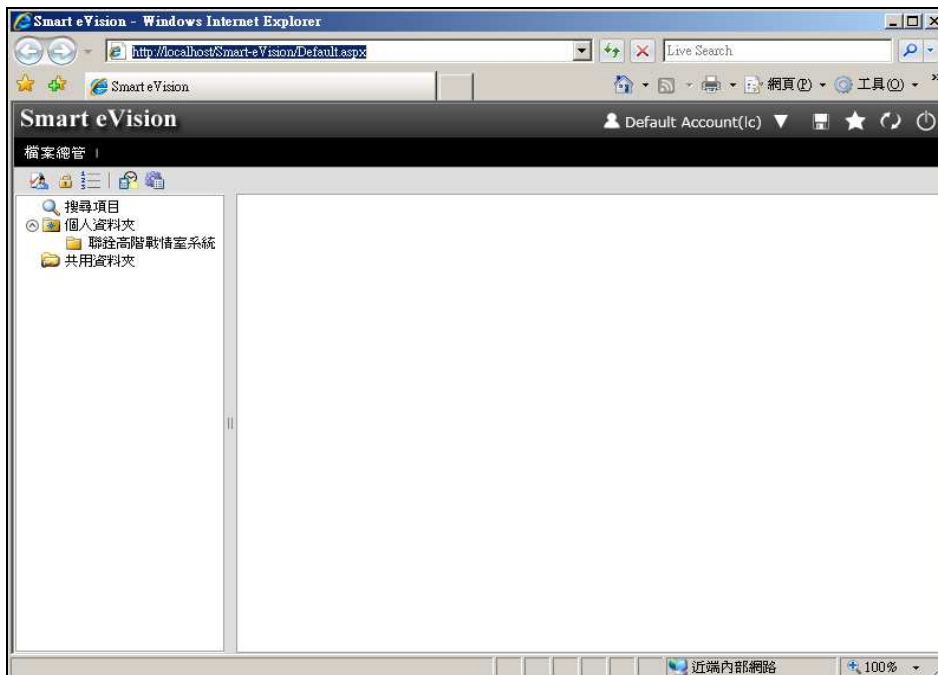 Smart eVision - Windows Internet Explorer
http://localhost/Smart-eVision/Default.aspx
Live Search
Smart eVision
網頁(P)
工具(O)
Smart eVision
Default Account(lc) ▼
檔案總管 |
搜尋項目
個人資料夾
聯銓高階戰情室系統
共用資料夾
近端內部網路
100%